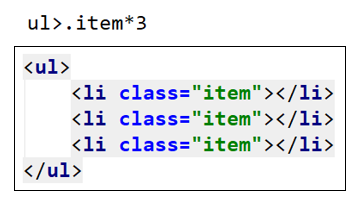 ul>.item*3
<ul>
    <li class="item"></li>
    <li class="item"></li>
    <li class="item"></li>
</ul>